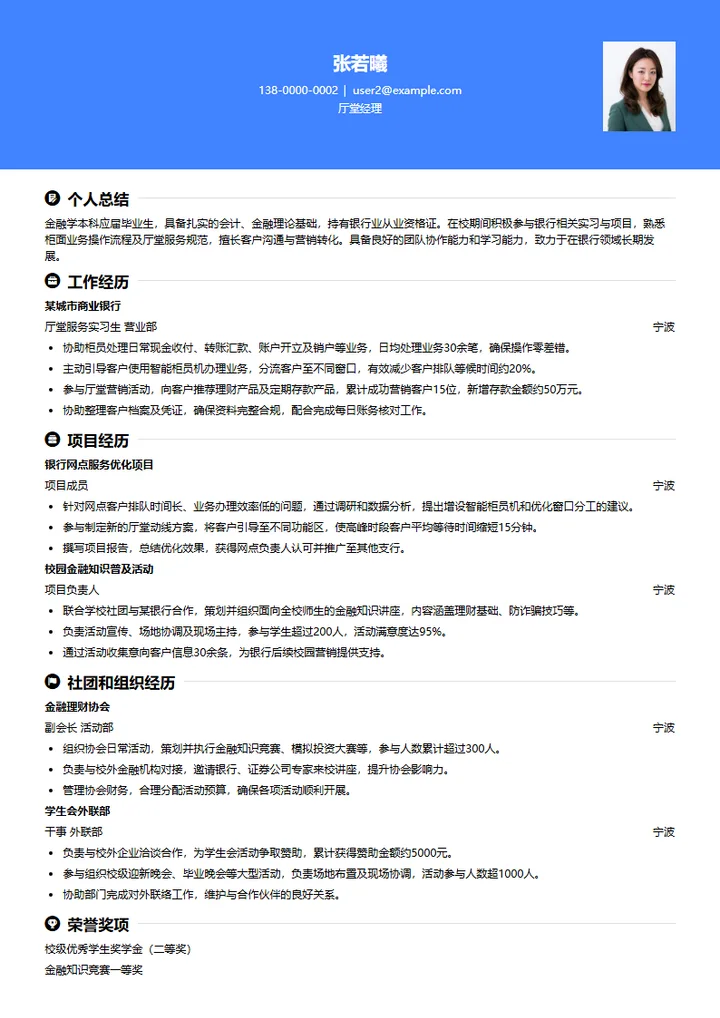 张若曦
138-0000-0002 | user2@example.com
厅堂经理
个人总结
金融学本科应届毕业生，具备扎实的会计、金融理论基础，持有银行业从业资格证。在校期间积极参与银行相关实习与项目，熟悉
柜面业务操作流程及厅堂服务规范，擅长客户沟通与营销转化。具备良好的团队协作能力和学习能力，致力于在银行领域长期发
展。
工作经历
某城市商业银行
厅堂服务实习生 营业部 宁波
• 协助柜员处理日常现金收付、转账汇款、账户开立及销户等业务，日均处理业务30余笔，确保操作零差错。
• 主动引导客户使用智能柜员机办理业务，分流客户至不同窗口，有效减少客户排队等候时间约20%。
• 参与厅堂营销活动，向客户推荐理财产品及定期存款产品，累计成功营销客户15位，新增存款金额约50万元。
• 协助整理客户档案及凭证，确保资料完整合规，配合完成每日账务核对工作。
项目经历
银行网点服务优化项目
项目成员 宁波
• 针对网点客户排队时间长、业务办理效率低的问题，通过调研和数据分析，提出增设智能柜员机和优化窗口分工的建议。
• 参与制定新的厅堂动线方案，将客户引导至不同功能区，使高峰时段客户平均等待时间缩短15分钟。
• 撰写项目报告，总结优化效果，获得网点负责人认可并推广至其他支行。
校园金融知识普及活动
项目负责人 宁波
• 联合学校社团与某银行合作，策划并组织面向全校师生的金融知识讲座，内容涵盖理财基础、防诈骗技巧等。
• 负责活动宣传、场地协调及现场主持，参与学生超过200人，活动满意度达95%。
• 通过活动收集意向客户信息30余条，为银行后续校园营销提供支持。
社团和组织经历
金融理财协会
副会长 活动部 宁波
• 组织协会日常活动，策划并执行金融知识竞赛、模拟投资大赛等，参与人数累计超过300人。
• 负责与校外金融机构对接，邀请银行、证券公司专家来校讲座，提升协会影响力。
• 管理协会财务，合理分配活动预算，确保各项活动顺利开展。
学生会外联部
干事 外联部 宁波
• 负责与校外企业洽谈合作，为学生会活动争取赞助，累计获得赞助金额约5000元。
• 参与组织校级迎新晚会、毕业晚会等大型活动，负责场地布置及现场协调，活动参与人数超1000人。
• 协助部门完成对外联络工作，维护与合作伙伴的良好关系。
荣誉奖项
校级优秀学生奖学金（二等奖）
金融知识竞赛一等奖